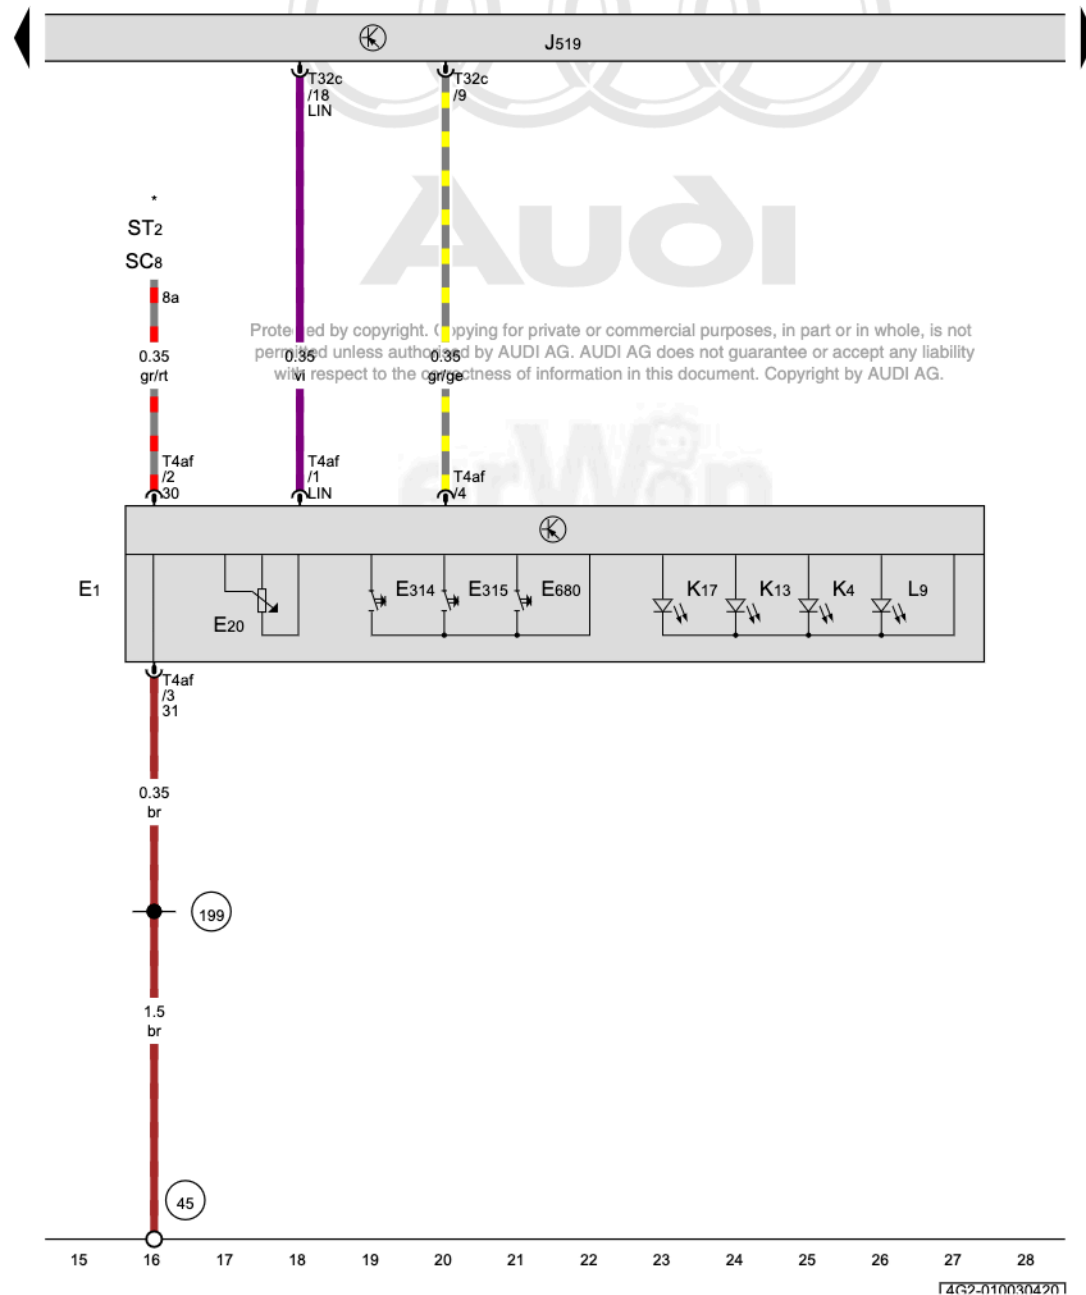 J519
T32c
/18
LIN
T32c
/9
Audi
*
ST2
SC8
8a
Protected by copyright. Copying for private or commercial purposes, in part or in whole, is not
permitted unless authorised by AUDI AG. AUDI AG does not guarantee or accept any liability
with respect to the correctness of information in this document. Copyright by AUDI AG.
0.35
gr/rt
0.35
vi
0.35
gr/ge
erWin
T4af
/2
30
T4af
/1
LIN
T4af
/4
E1
E20
E314
E315
E680
K17
K13
K4
L9
T4af
/3
31
0.35
br
199
1.5
br
45
15 16 17 18 19 20 21 22 23 24 25 26 27 28
4G2-010030420